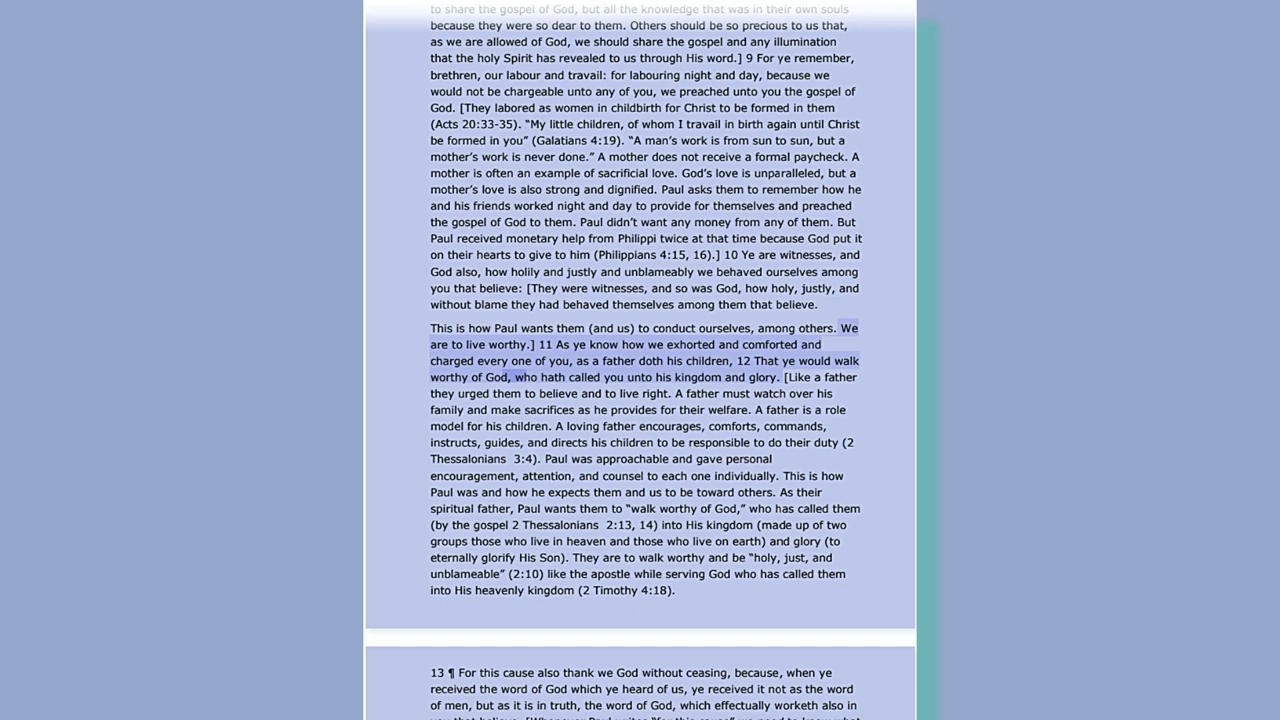 to share the gospel of God, but all the knowledge that was in their own souls
because they were so dear to them. Others should be so precious to us that,
as we are allowed of God, we should share the gospel and any illumination
that the holy Spirit has revealed to us through His word.] 9 For ye remember,
brethren, our labour and travail: for labouring night and day, because we
would not be chargeable unto any of you, we preached unto you the gospel of
God. [They labored as women in childbirth for Christ to be formed in them
(Acts 20:33-35). “My little children, of whom I travail in birth again until Christ
be formed in you” (Galatians 4:19). “A man’s work is from sun to sun, but a
mother’s work is never done.” A mother does not receive a formal paycheck. A
mother is often an example of sacrificial love. God’s love is unparalleled, but a
mother’s love is also strong and dignified. Paul asks them to remember how he
and his friends worked night and day to provide for themselves and preached
the gospel of God to them. Paul didn’t want any money from any of them. But
Paul received monetary help from Philippi twice at that time because God put it
on their hearts to give to him (Philippians 4:15, 16).] 10 Ye are witnesses, and
God also, how holily and justly and unblameably we behaved ourselves among
you that believe: [They were witnesses, and so was God, how holy, justly, and
without blame they had behaved themselves among them that believe.
This is how Paul wants them (and us) to conduct ourselves, among others. We
are to live worthy.] 11 As ye know how we exhorted and comforted and
charged every one of you, as a father doth his children, 12 That ye would walk
worthy of God, who hath called you unto his kingdom and glory. [Like a father
they urged them to believe and to live right. A father must watch over his
family and make sacrifices as he provides for their welfare. A father is a role
model for his children. A loving father encourages, comforts, commands,
instructs, guides, and directs his children to be responsible to do their duty (2
Thessalonians  3:4). Paul was approachable and gave personal
encouragement, attention, and counsel to each one individually. This is how
Paul was and how he expects them and us to be toward others. As their
spiritual father, Paul wants them to “walk worthy of God,” who has called them
(by the gospel 2 Thessalonians  2:13, 14) into His kingdom (made up of two
groups those who live in heaven and those who live on earth) and glory (to
eternally glorify His Son). They are to walk worthy and be “holy, just, and
unblameable” (2:10) like the apostle while serving God who has called them
into His heavenly kingdom (2 Timothy 4:18).
13 ¶ For this cause also thank we God without ceasing, because, when ye
received the word of God which ye heard of us, ye received it not as the word
of men, but as it is in truth, the word of God, which effectually worketh also in
you that believe. [Whenever Paul writes “for this cause” we need to know what